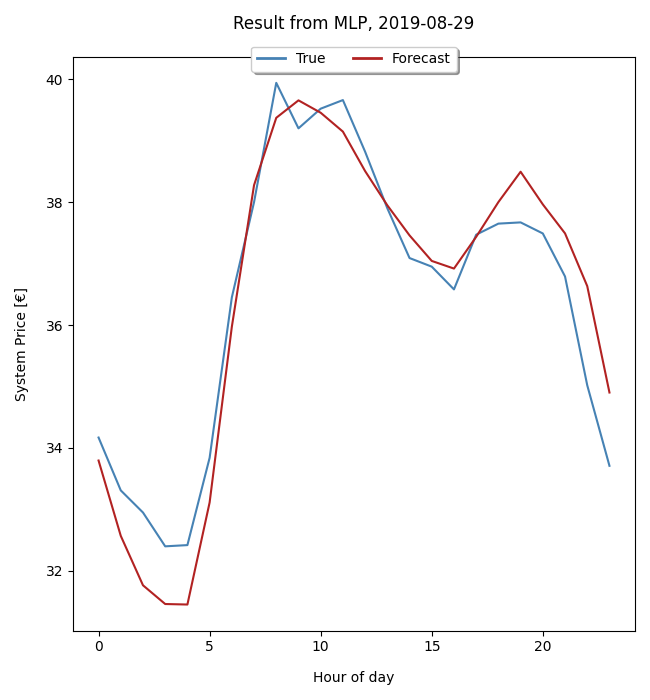 Result from MLP, 2019-08-29
True Forecast
40
38
36
34
32
System Price [€]
0 5 10 15 20
Hour of day